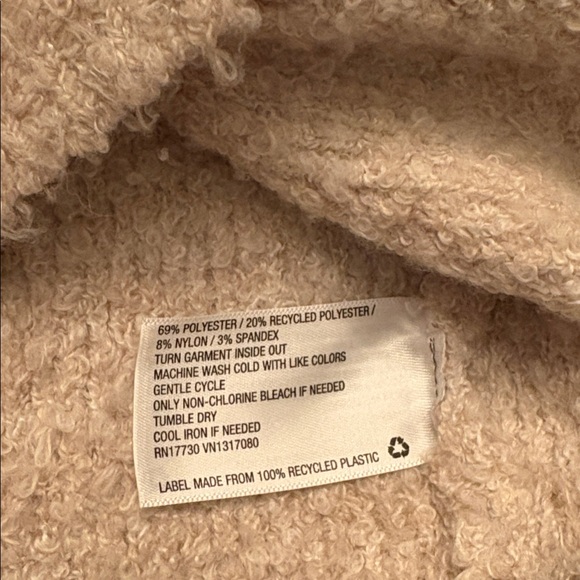 69% POLYESTER / 20% RECYCLED POLYESTER /
8% NYLON / 3% SPANDEX
TURN GARMENT INSIDE OUT
MACHINE WASH COLD WITH LIKE COLORS
GENTLE CYCLE
ONLY NON-CHLORINE BLEACH IF NEEDED
TUMBLE DRY
COOL IRON IF NEEDED
RN17730 VN1317080
LABEL MADE FROM 100% RECYCLED PLASTIC